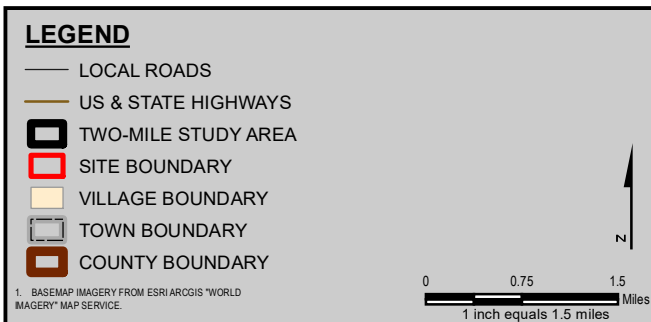 LEGEND
LOCAL ROADS
US & STATE HIGHWAYS
TWO-MILE STUDY AREA
SITE BOUNDARY
VILLAGE BOUNDARY
TOWN BOUNDARY
COUNTY BOUNDARY
1. BASEMAP IMAGERY FROM ESRI ARCGIS "WORLD
IMAGERY" MAP SERVICE.
N
0 0.75 1.5
Miles
1 inch equals 1.5 miles